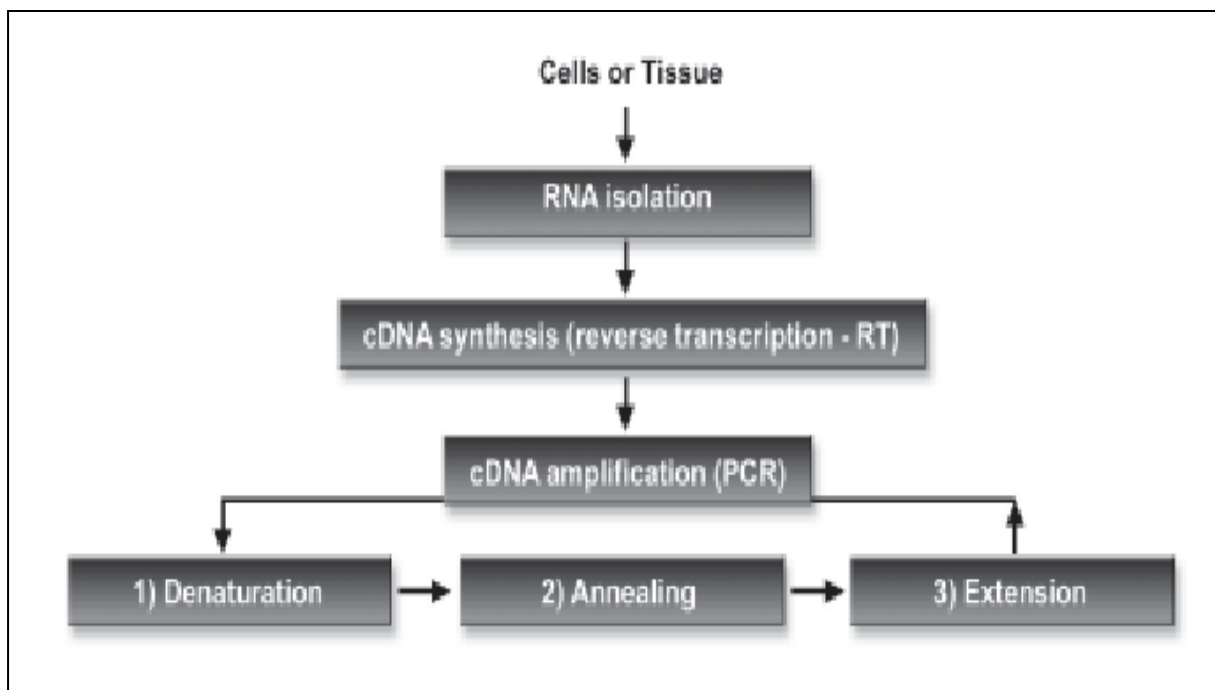 Cells or Tissue
RNA isolation
cDNA synthesis (reverse transcription - RT)
cDNA amplification (PCR)
1) Denaturation
2) Annealing
3) Extension